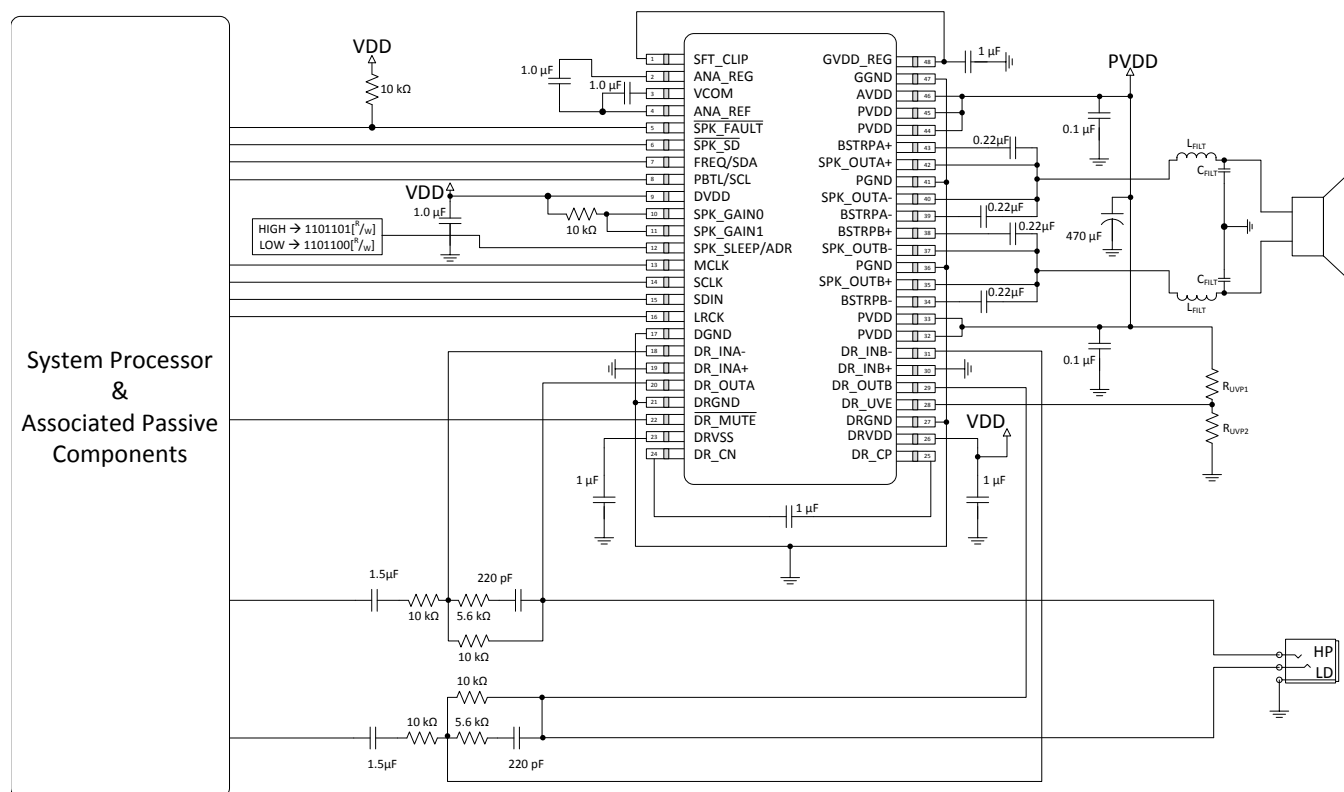 VDD
10 kΩ
1.0 µF
1.0 µF
1 SFT_CLIP
2 ANA_REG
3 VCOM
4 ANA_REF
5 SPK_FAULT
6 SPK_SD
7 FREQ/SDA
8 PBTL/SCL
9 DVDD
10 SPK_GAIN0
11 SPK_GAIN1
12 SPK_SLEEP/ADR
13 MCLK
14 SCLK
15 SDIN
16 LRCK
17 DGND
18 DR_INA-
19 DR_INA+
20 DR_OUTA
21 DRGND
22 DR_MUTE
23 DRVSS
24 DR_CN
GVDD_REG 48
GGND 47
AVDD 46
PVDD 45
PVDD 44
BSTRPA+ 43
SPK_OUTA+ 42
PGND 41
SPK_OUTA- 40
BSTRPA- 39
BSTRPB+ 38
SPK_OUTB- 37
PGND 36
SPK_OUTB+ 35
BSTRPB- 34
PVDD 33
PVDD 32
DR_INB- 31
DR_INB+ 30
DR_OUTB 29
DR_UVE 28
DRGND 27
DRVDD 26
DR_CP 25
1 µF
PVDD
0.1 µF
0.22µF
0.22µF
0.22µF
0.22µF
470 µF
LFILT
CFILT
CFILT
LFILT
0.1 µF
RUVP1
RUVP2
VDD
1 µF
VDD
1.0 µF
10 kΩ
HIGH → 1101101[R/W]
LOW → 1101100[R/W]
1 µF
1 µF
System Processor
&
Associated Passive
Components
1.5µF
10 kΩ
220 pF
5.6 kΩ
10 kΩ
10 kΩ
10 kΩ
5.6 kΩ
1.5µF
220 pF
HP
LD